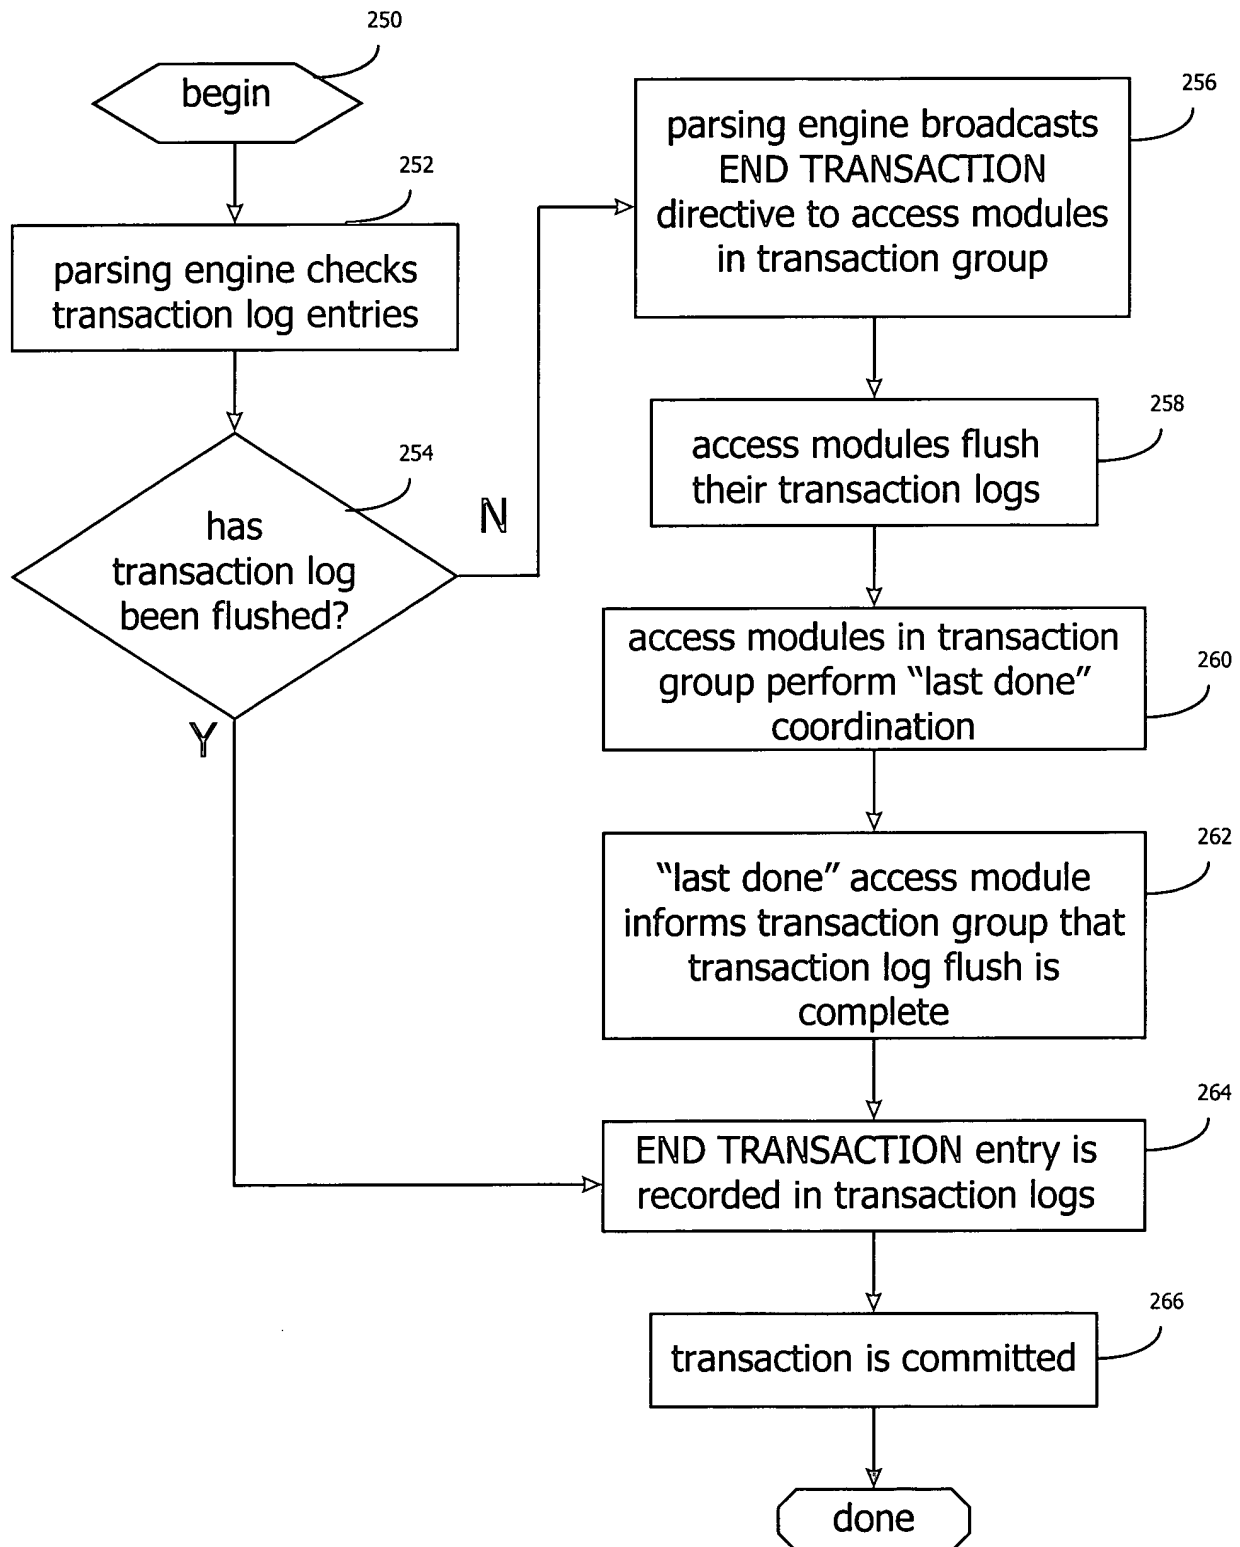 250
begin
252
parsing engine checks
transaction log entries
254
has
transaction log
been flushed?
N
Y
256
parsing engine broadcasts
END TRANSACTION
directive to access modules
in transaction group
258
access modules flush
their transaction logs
260
access modules in transaction
group perform “last done”
coordination
262
“last done” access module
informs transaction group that
transaction log flush is
complete
264
END TRANSACTION entry is
recorded in transaction logs
266
transaction is committed
done